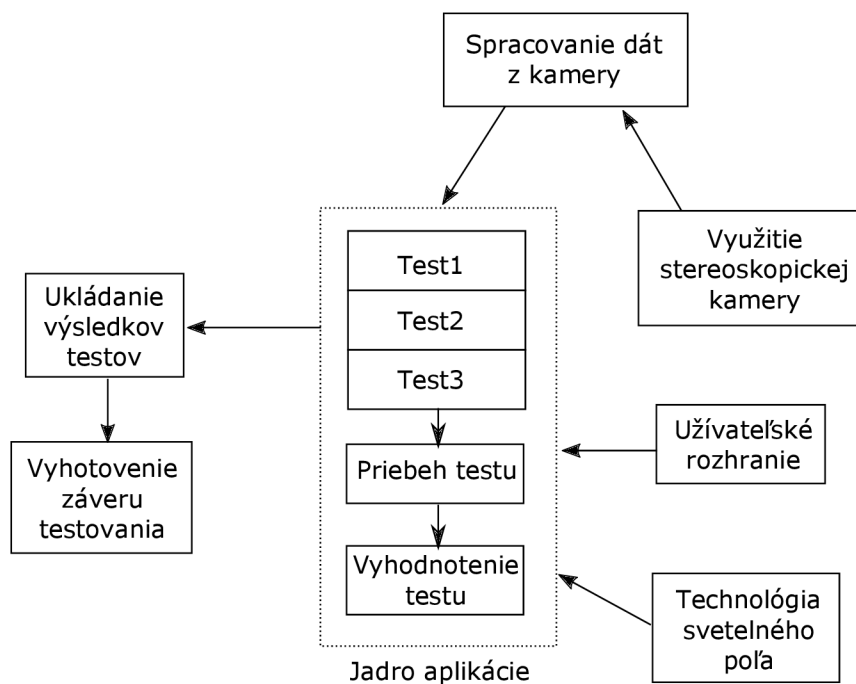 Spracovanie dát
z kamery
Využitie
stereoskopickej
kamery
Test1
Test2
Test3
Ukládanie
výsledkov
testov
Užívateľské
rozhranie
Priebeh testu
Vyhotovenie
záveru
testovania
Vyhodnotenie
testu
Technológia
svetelného
poľa
Jadro aplikácie